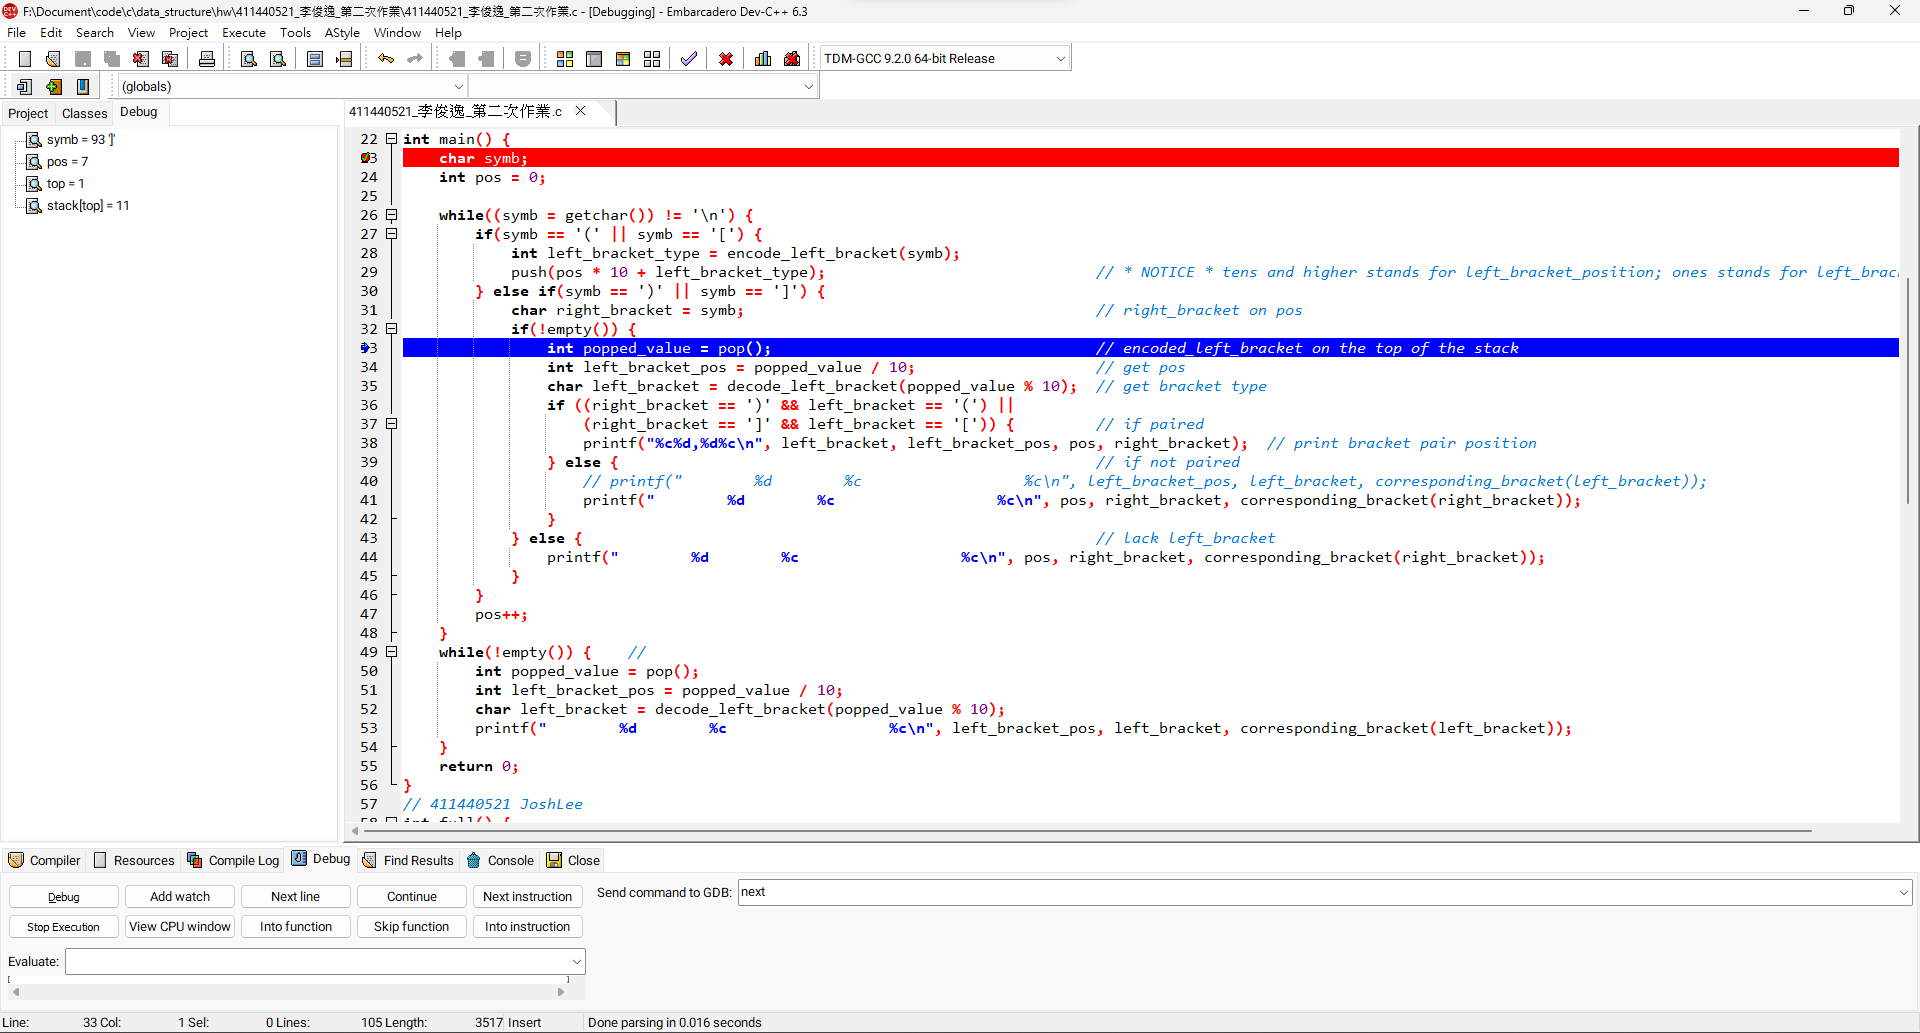 F:\Document\code\c\data_structure\hw\411440521_李俊逸_第二次作業\411440521_李俊逸_第二次作業.c - [Debugging] - Embarcadero Dev-C++ 6.3
File Edit Search View Project Execute Tools AStyle Window Help
TDM-GCC 9.2.0 64-bit Release
(globals)
Project Classes Debug
411440521_李俊逸_第二次作業.c
symb = 93 ']'
pos = 7
top = 1
stack[top] = 11
22 int main() {
23 char symb;
24 int pos = 0;
25
26 while((symb = getchar()) != '\n') {
27 if(symb == '(' || symb == '[') {
28 int left_bracket_type = encode_left_bracket(symb);
29 push(pos * 10 + left_bracket_type); // * NOTICE * tens and higher stands for left_bracket_position; ones stands for left_brac
30 } else if(symb == ')' || symb == ']') {
31 char right_bracket = symb; // right_bracket on pos
32 if(!empty()) {
33 int popped_value = pop(); // encoded_left_bracket on the top of the stack
34 int left_bracket_pos = popped_value / 10; // get pos
35 char left_bracket = decode_left_bracket(popped_value % 10); // get bracket type
36 if ((right_bracket == ')' && left_bracket == '(') ||
37 (right_bracket == ']' && left_bracket == '[')) { // if paired
38 printf("%c%d,%d%c\n", left_bracket, left_bracket_pos, pos, right_bracket); // print bracket pair position
39 } else { // if not paired
40 // printf(" %d %c %c\n", left_bracket_pos, left_bracket, corresponding_bracket(left_bracket));
41 printf(" %d %c %c\n", pos, right_bracket, corresponding_bracket(right_bracket));
42 }
43 } else { // lack left_bracket
44 printf(" %d %c %c\n", pos, right_bracket, corresponding_bracket(right_bracket));
45 }
46 }
47 pos++;
48 }
49 while(!empty()) { //
50 int popped_value = pop();
51 int left_bracket_pos = popped_value / 10;
52 char left_bracket = decode_left_bracket(popped_value % 10);
53 printf(" %d %c %c\n", left_bracket_pos, left_bracket, corresponding_bracket(left_bracket));
54 }
55 return 0;
56 }
57 // 411440521 JoshLee
58 int full() {
Compiler Resources Compile Log Debug Find Results Console Close
Debug Add watch Next line Continue Next instruction Send command to GDB: next
Stop Execution View CPU window Into function Skip function Into instruction
Evaluate:
Line: 33 Col: 1 Sel: 0 Lines: 105 Length: 3517 Insert Done parsing in 0.016 seconds